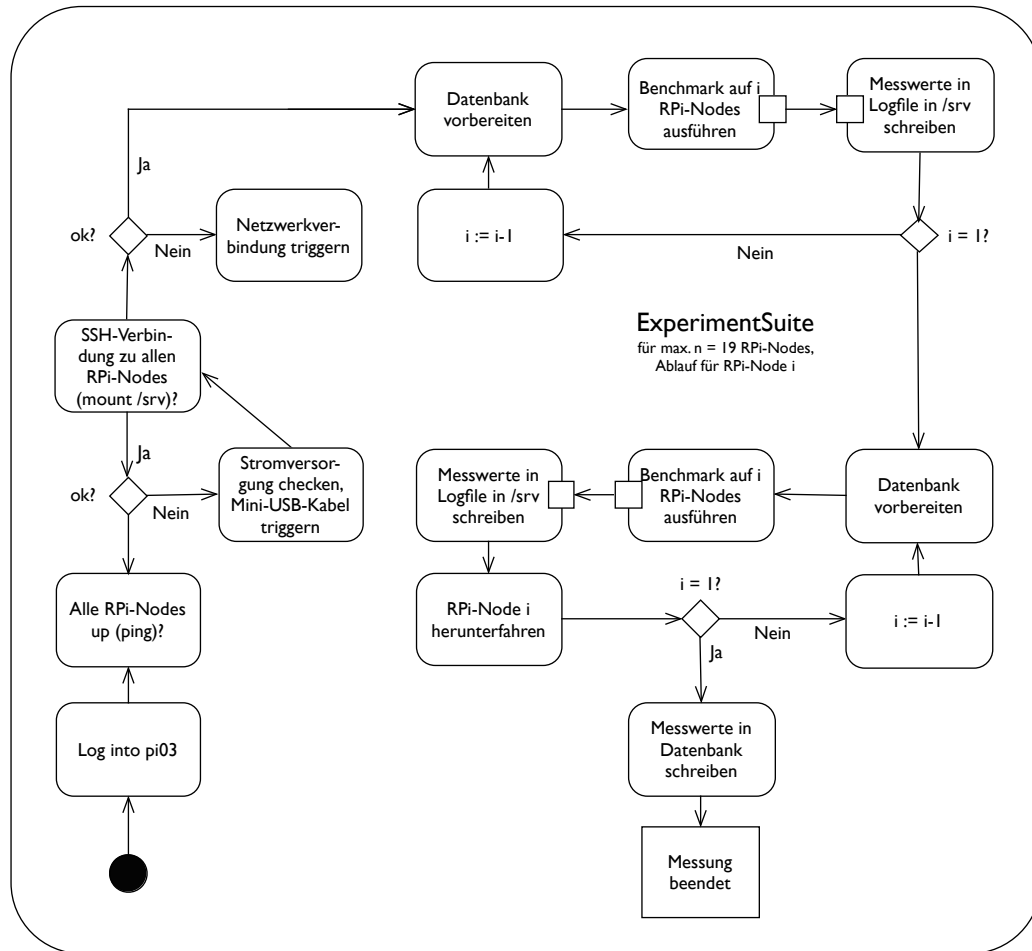 Datenbank
vorbereiten
Benchmark auf i
RPi-Nodes
ausführen
Messwerte in
Logfile in /srv
schreiben
Ja
ok?
Nein
Netzwerkver-
bindung triggern
i := i-1
Nein
i = 1?
ExperimentSuite
für max. n = 19 RPi-Nodes,
Ablauf für RPi-Node i
SSH-Verbin-
dung zu allen
RPi-Nodes
(mount /srv)?
Ja
ok?
Nein
Stromversor-
gung checken,
Mini-USB-Kabel
triggern
Messwerte in
Logfile in /srv
schreiben
Benchmark auf i
RPi-Nodes
ausführen
Datenbank
vorbereiten
Alle RPi-Nodes
up (ping)?
RPi-Node i
herunterfahren
i = 1?
Nein
Ja
i := i-1
Log into pi03
Messwerte in
Datenbank
schreiben
Messung
beendet